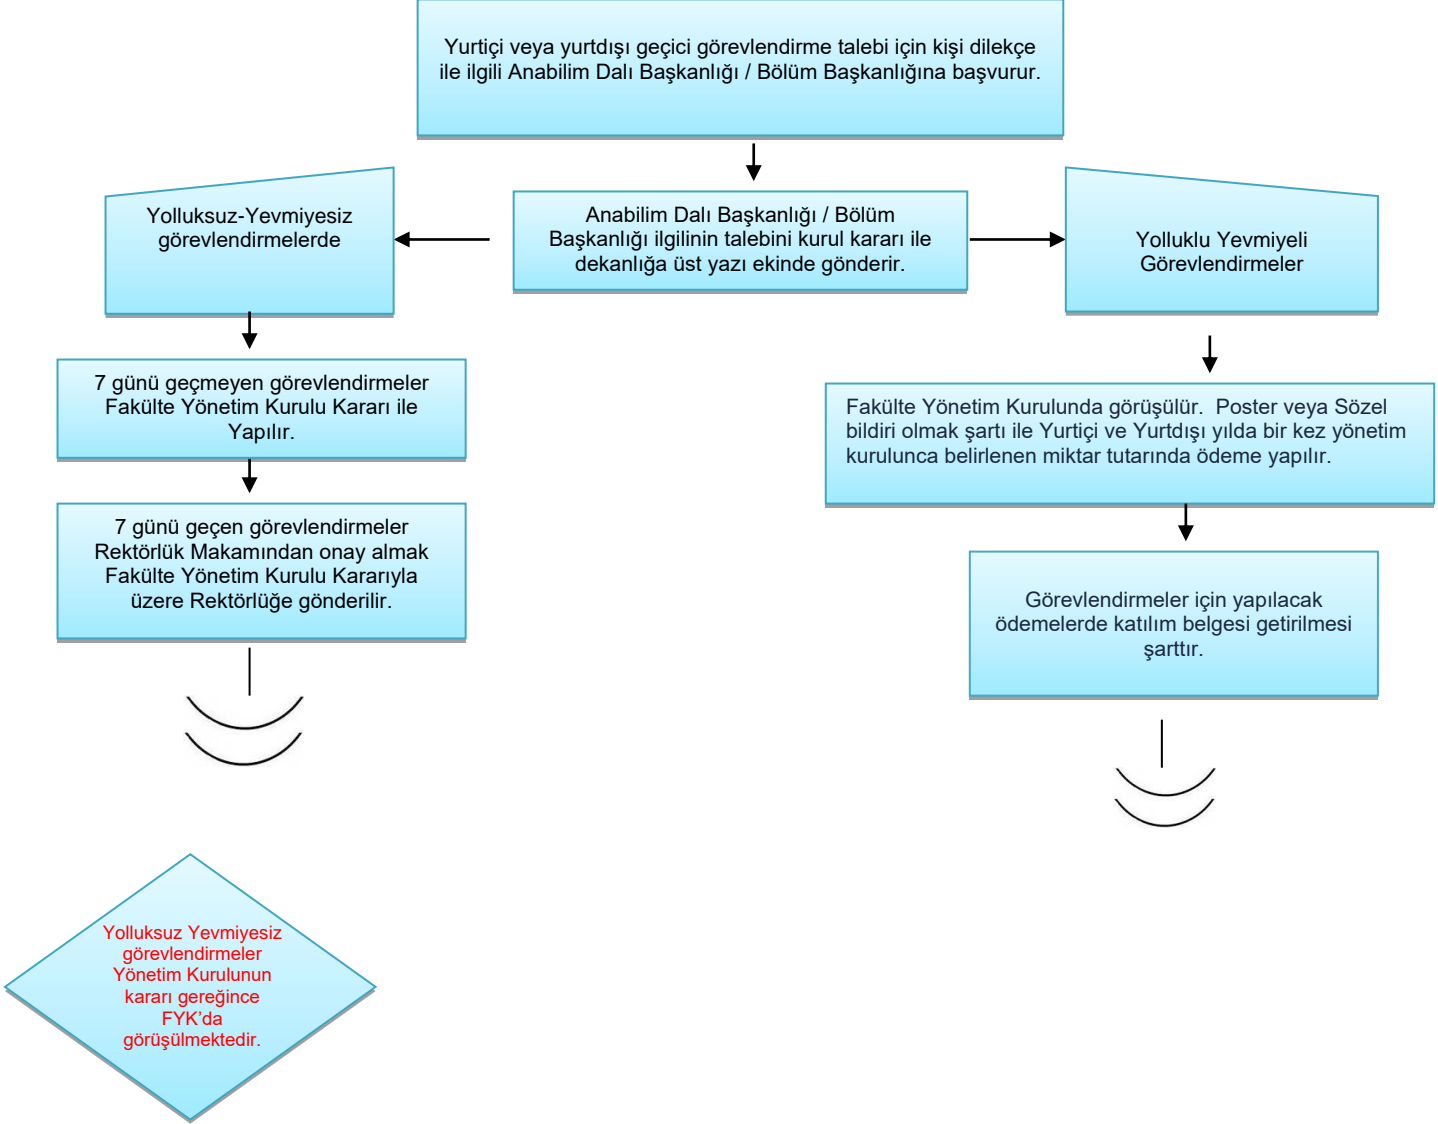 Yurtiçi veya yurtdışı geçici görevlendirme talebi için kişi dilekçe
ile ilgili Anabilim Dalı Başkanlığı / Bölüm Başkanlığına başvurur.
Yolluksuz-Yevmiyesiz
görevlendirmelerde
Anabilim Dalı Başkanlığı / Bölüm
Başkanlığı ilgilinin talebini kurul kararı ile
dekanlığa üst yazı ekinde gönderir.
Yolluklu Yevmiyeli
Görevlendirmeler
7 günü geçmeyen görevlendirmeler
Fakülte Yönetim Kurulu Kararı ile
Yapılır.
Fakülte Yönetim Kurulunda görüşülür.  Poster veya Sözel
bildiri olmak şartı ile Yurtiçi ve Yurtdışı yılda bir kez yönetim
kurulunca belirlenen miktar tutarında ödeme yapılır.
7 günü geçen görevlendirmeler
Rektörlük Makamından onay almak
Fakülte Yönetim Kurulu Kararıyla
üzere Rektörlüğe gönderilir.
Görevlendirmeler için yapılacak
ödemelerde katılım belgesi getirilmesi
şarttır.
Yolluksuz Yevmiyesiz
görevlendirmeler
Yönetim Kurulunun
kararı gereğince
FYK’da
görüşülmektedir.